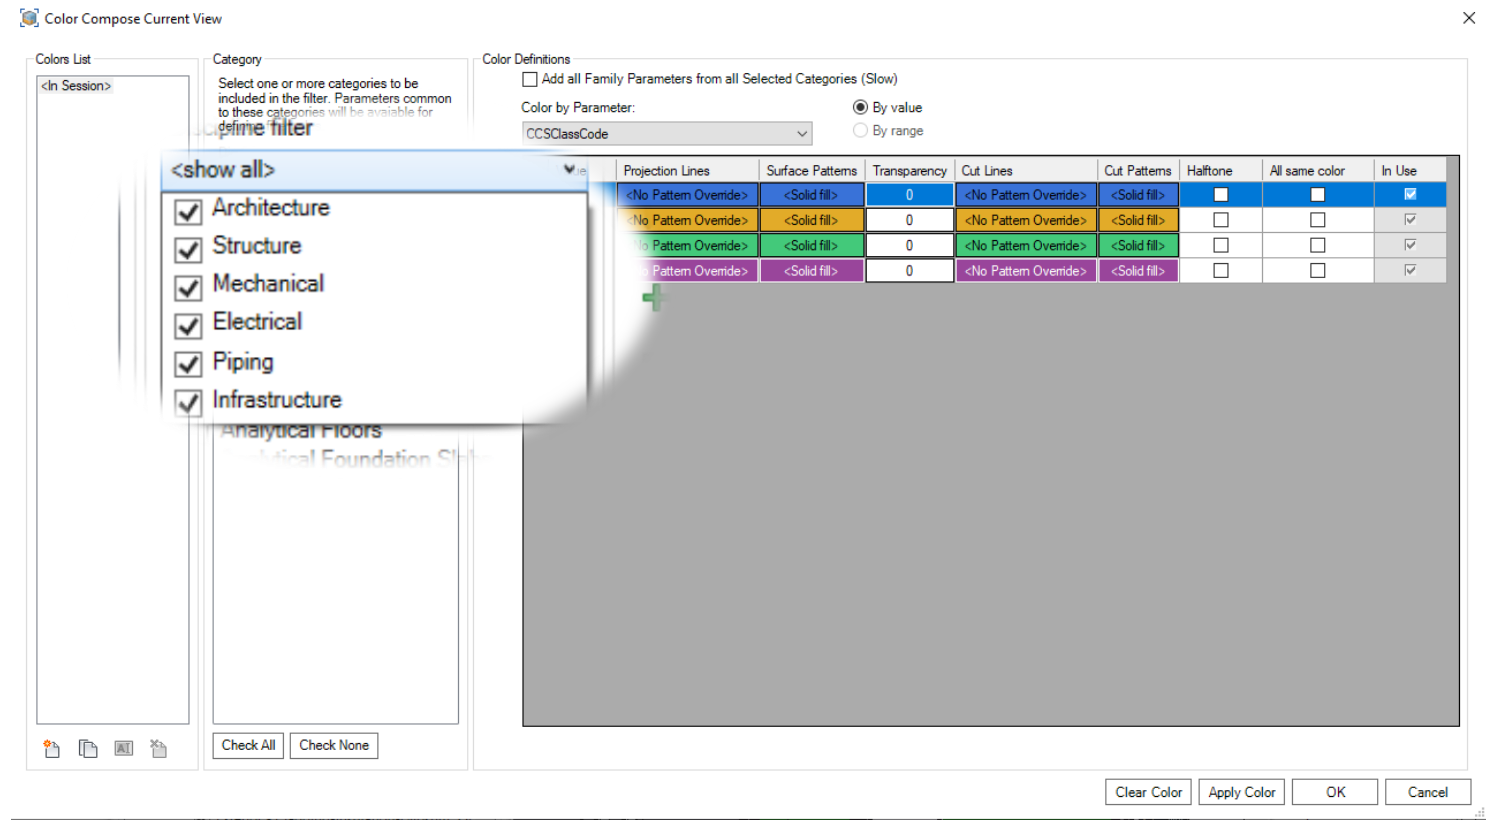 Color Compose Current View
Colors List
Category
Color Definitions
<In Session>
Select one or more categories to be
included in the filter. Parameters common
to these categories will be avaiable for
filter
<show all>
Architecture
Structure
Mechanical
Electrical
Piping
Infrastructure
Analytical Floors
Foundation
Check All
Check None
Add all Family Parameters from all Selected Categories (Slow)
Color by Parameter:
By value
CCSClassCode
By range
Projection Lines Surface Patterns Transparency Cut Lines Cut Patterns Halftone All same color In Use
<No Pattern Override> <Solid fill> 0 <No Pattern Override> <Solid fill>
<No Pattern Override> <Solid fill> 0 <No Pattern Override> <Solid fill>
No Pattern Override> <Solid fill> 0 <No Pattern Override> <Solid fill>
Pattern Override> <Solid fill> 0 <No Pattern Override> <Solid fill>
Clear Color
Apply Color
OK
Cancel